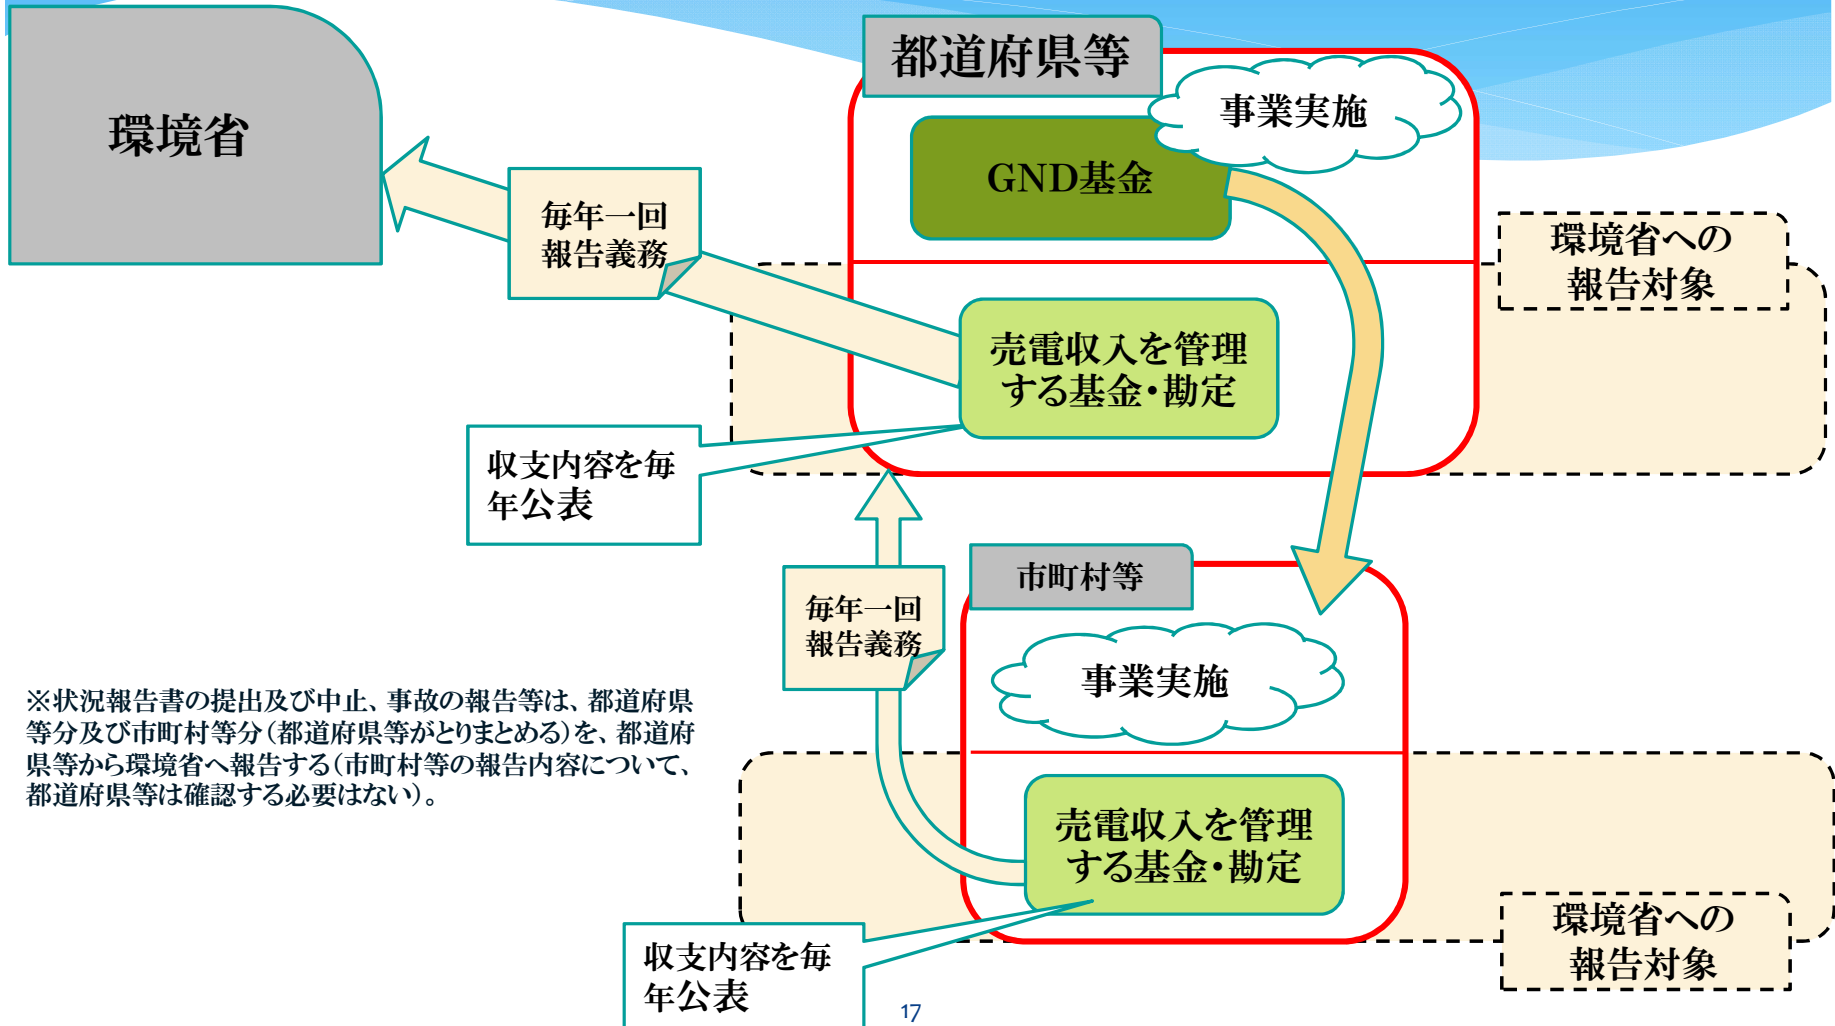 環境省
都道府県等
事業実施
GND基金
毎年一回
報告義務
環境省への
報告対象
売電収入を管理
する基金・勘定
収支内容を毎
年公表
市町村等
毎年一回
報告義務
事業実施
※状況報告書の提出及び中止、事故の報告等は、都道府県
等分及び市町村等分(都道府県等がとりまとめる)を、都道府
県等から環境省へ報告する(市町村等の報告内容について、
都道府県等は確認する必要はない)。
売電収入を管理
する基金・勘定
環境省への
報告対象
収支内容を毎
年公表
17